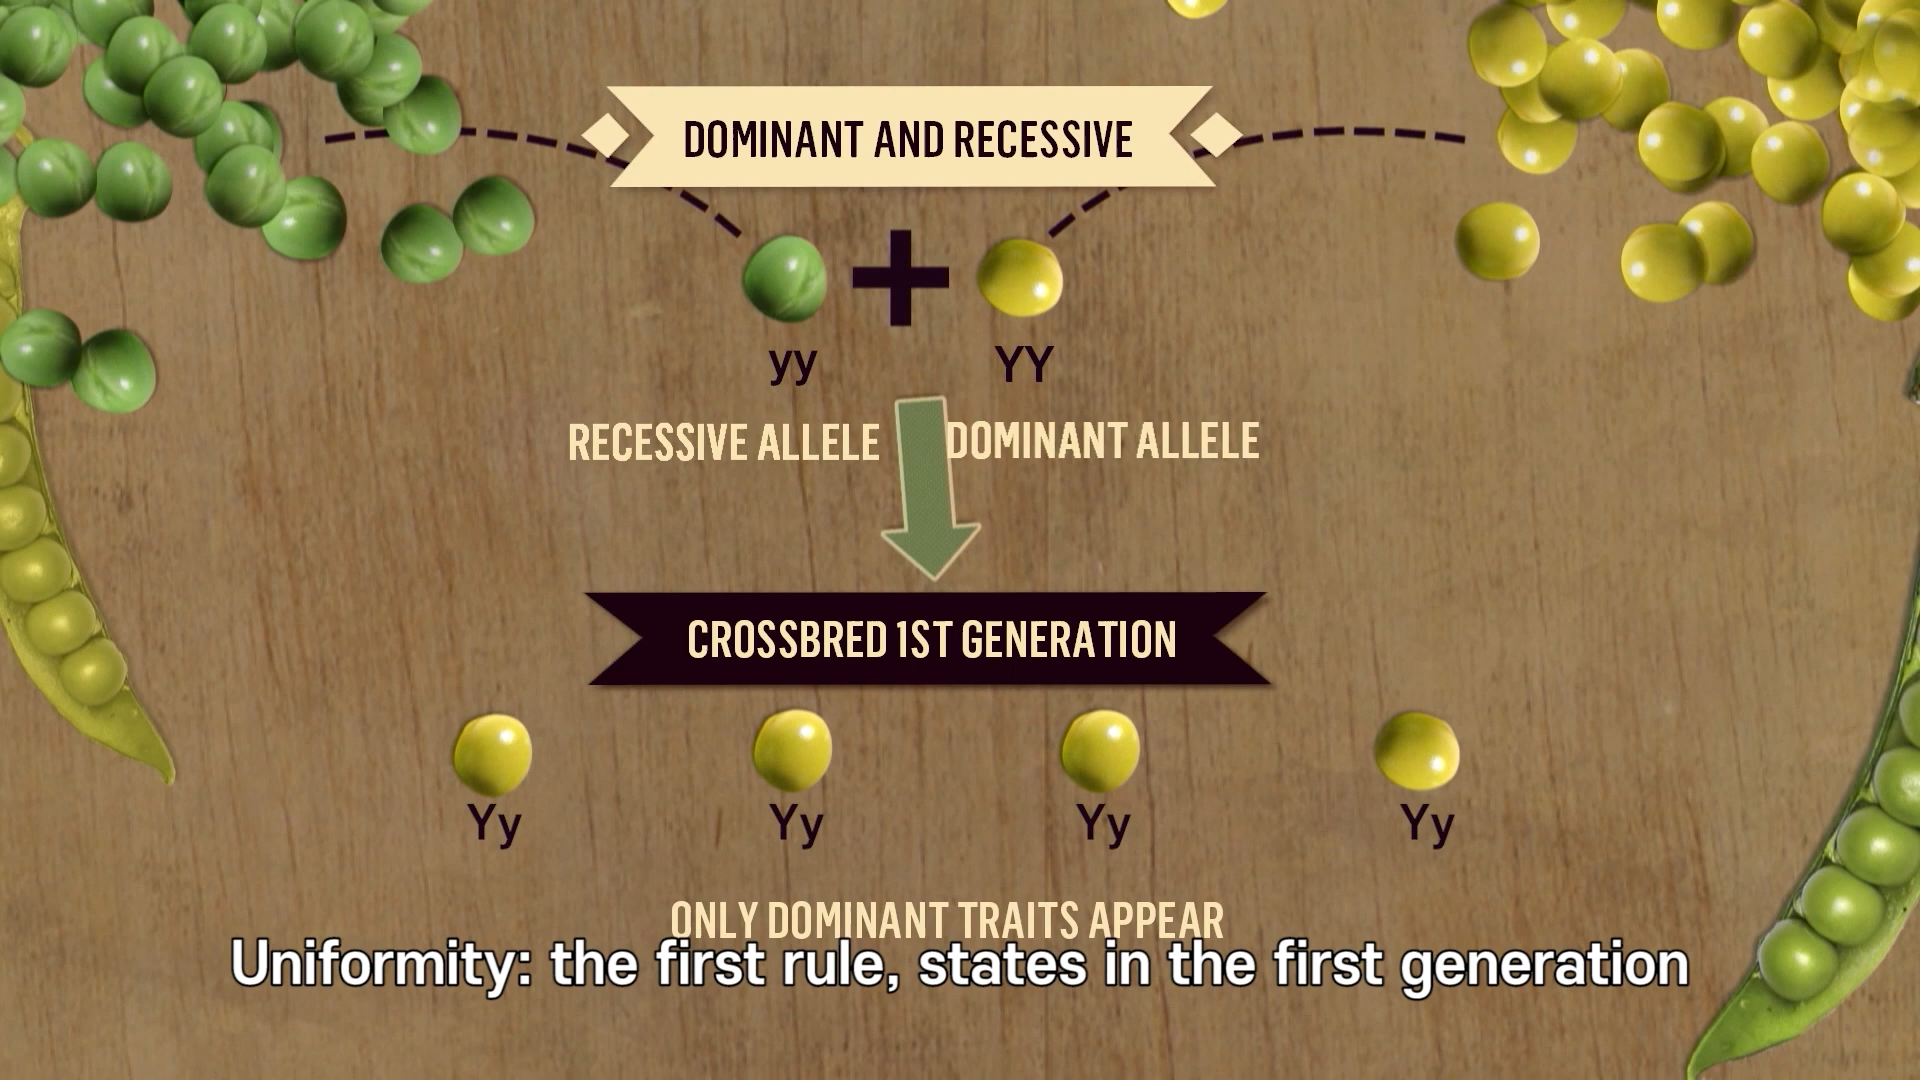 DOMINANT AND RECESSIVE
yy YY
RECESSIVE ALLELE DOMINANT ALLELE
CROSSBRED 1ST GENERATION
Yy Yy Yy Yy
ONLY DOMINANT TRAITS APPEAR
Uniformity: the first rule, states in the first generation